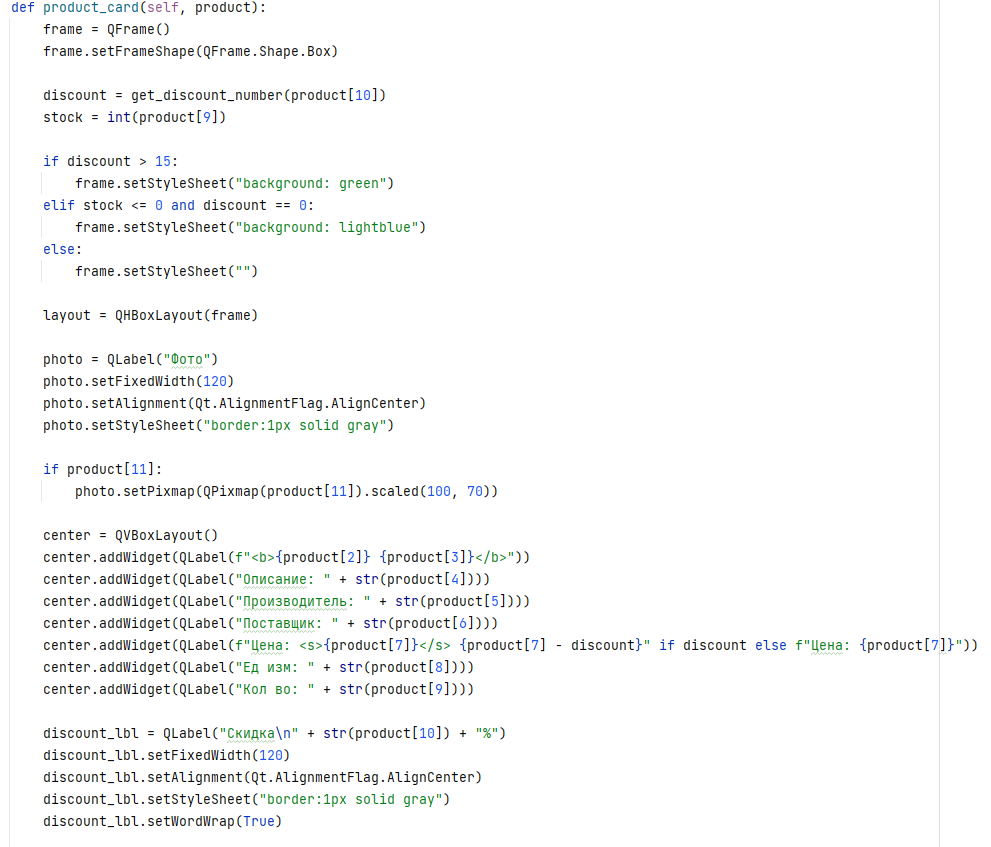 def product_card(self, product):
    frame = QFrame()
    frame.setFrameShape(QFrame.Shape.Box)

    discount = get_discount_number(product[10])
    stock = int(product[9])

    if discount > 15:
        frame.setStyleSheet("background: green")
    elif stock <= 0 and discount == 0:
        frame.setStyleSheet("background: lightblue")
    else:
        frame.setStyleSheet("")

    layout = QHBoxLayout(frame)

    photo = QLabel("Фото")
    photo.setFixedWidth(120)
    photo.setAlignment(Qt.AlignmentFlag.AlignCenter)
    photo.setStyleSheet("border:1px solid gray")

    if product[11]:
        photo.setPixmap(QPixmap(product[11]).scaled(100, 70))

    center = QVBoxLayout()
    center.addWidget(QLabel(f"<b>{product[2]} {product[3]}</b>"))
    center.addWidget(QLabel("Описание: " + str(product[4])))
    center.addWidget(QLabel("Производитель: " + str(product[5])))
    center.addWidget(QLabel("Поставщик: " + str(product[6])))
    center.addWidget(QLabel(f"Цена: <s>{product[7]}</s> {product[7] - discount}" if discount else f"Цена: {product[7]}"))
    center.addWidget(QLabel("Ед изм: " + str(product[8])))
    center.addWidget(QLabel("Кол во: " + str(product[9])))

    discount_lbl = QLabel("Скидка\n" + str(product[10]) + "%")
    discount_lbl.setFixedWidth(120)
    discount_lbl.setAlignment(Qt.AlignmentFlag.AlignCenter)
    discount_lbl.setStyleSheet("border:1px solid gray")
    discount_lbl.setWordWrap(True)